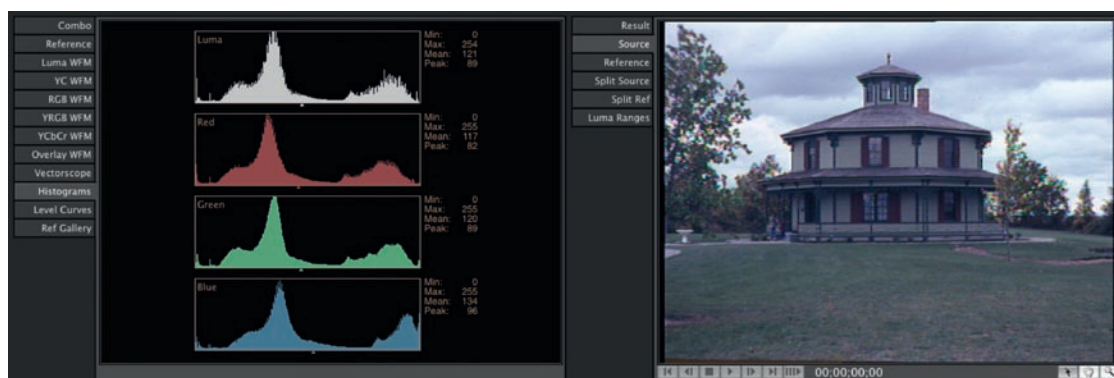 Combo
Reference
Luma WFM
YC WFM
RGB WFM
YRGB WFM
YCbCr WFM
Overlay WFM
Vectorscope
Histograms
Level Curves
Ref Gallery
Luma
Min: 0
Max: 254
Mean: 121
Peak: 89
Red
Min: 0
Max: 255
Mean: 117
Peak: 82
Green
Min: 0
Max: 255
Mean: 120
Peak: 89
Blue
Min: 0
Max: 255
Mean: 134
Peak: 96
Result
Source
Reference
Split Source
Split Ref
Luma Ranges
00;00;00;00